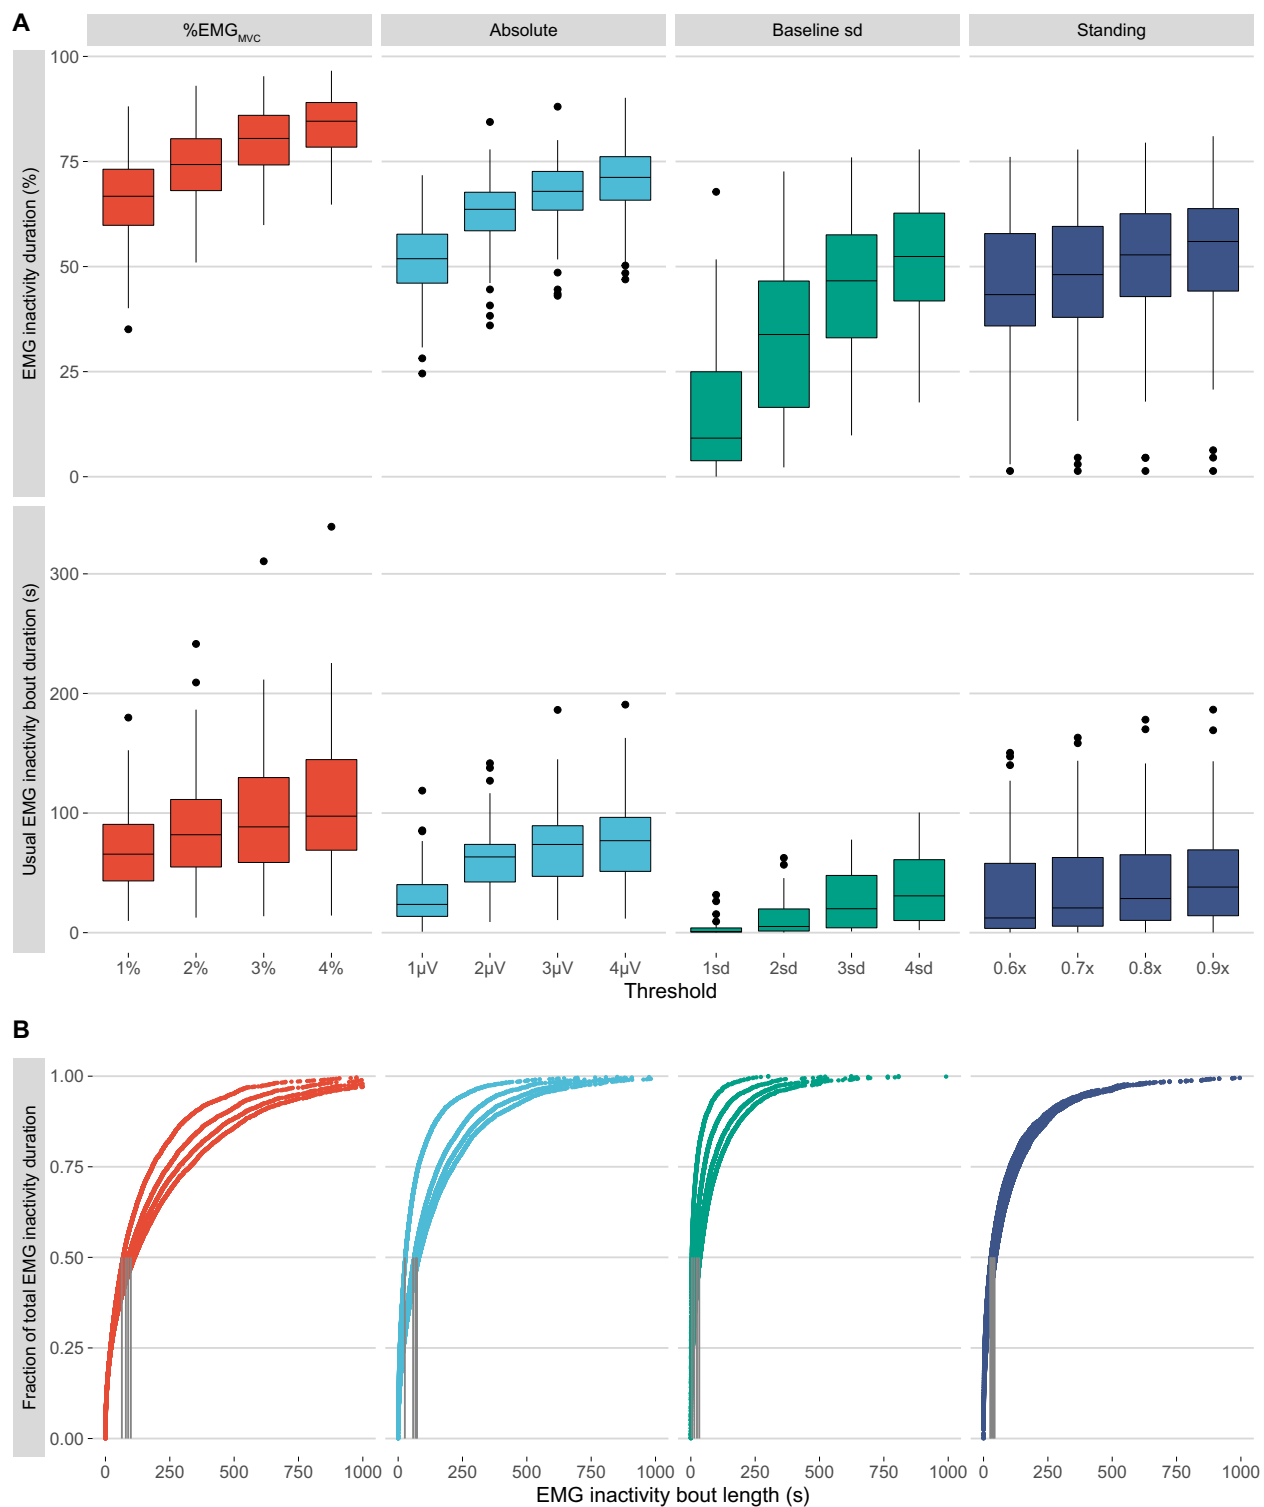 A
%EMG MVC
Absolute
Baseline sd
Standing
EMG inactivity duration (%)
100
75
50
25
0
Usual EMG inactivity bout duration (s)
300
200
100
0
1% 2% 3% 4% 1µV 2µV 3µV 4µV 1sd 2sd 3sd 4sd 0.6x 0.7x 0.8x 0.9x
Threshold
B
Fraction of total EMG inactivity duration
1.00
0.75
0.50
0.25
0.00
0 250 500 750 1000 0 250 500 750 1000 0 250 500 750 1000 0 250 500 750 1000
EMG inactivity bout length (s)